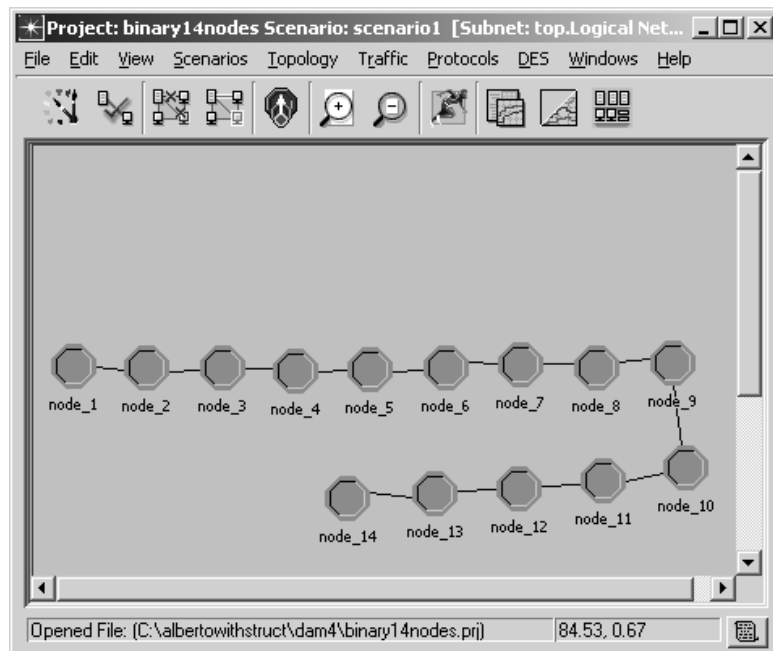 Project: binary14nodes Scenario: scenario1 [Subnet: top.Logical Net...
File Edit View Scenarios Topology Traffic Protocols DES Windows Help
node_1 node_2 node_3 node_4 node_5 node_6 node_7 node_8 node_9
node_14 node_13 node_12 node_11 node_10
Opened File: (C:\albertowithstruct\dam4\binary14nodes.prj) 84.53, 0.67